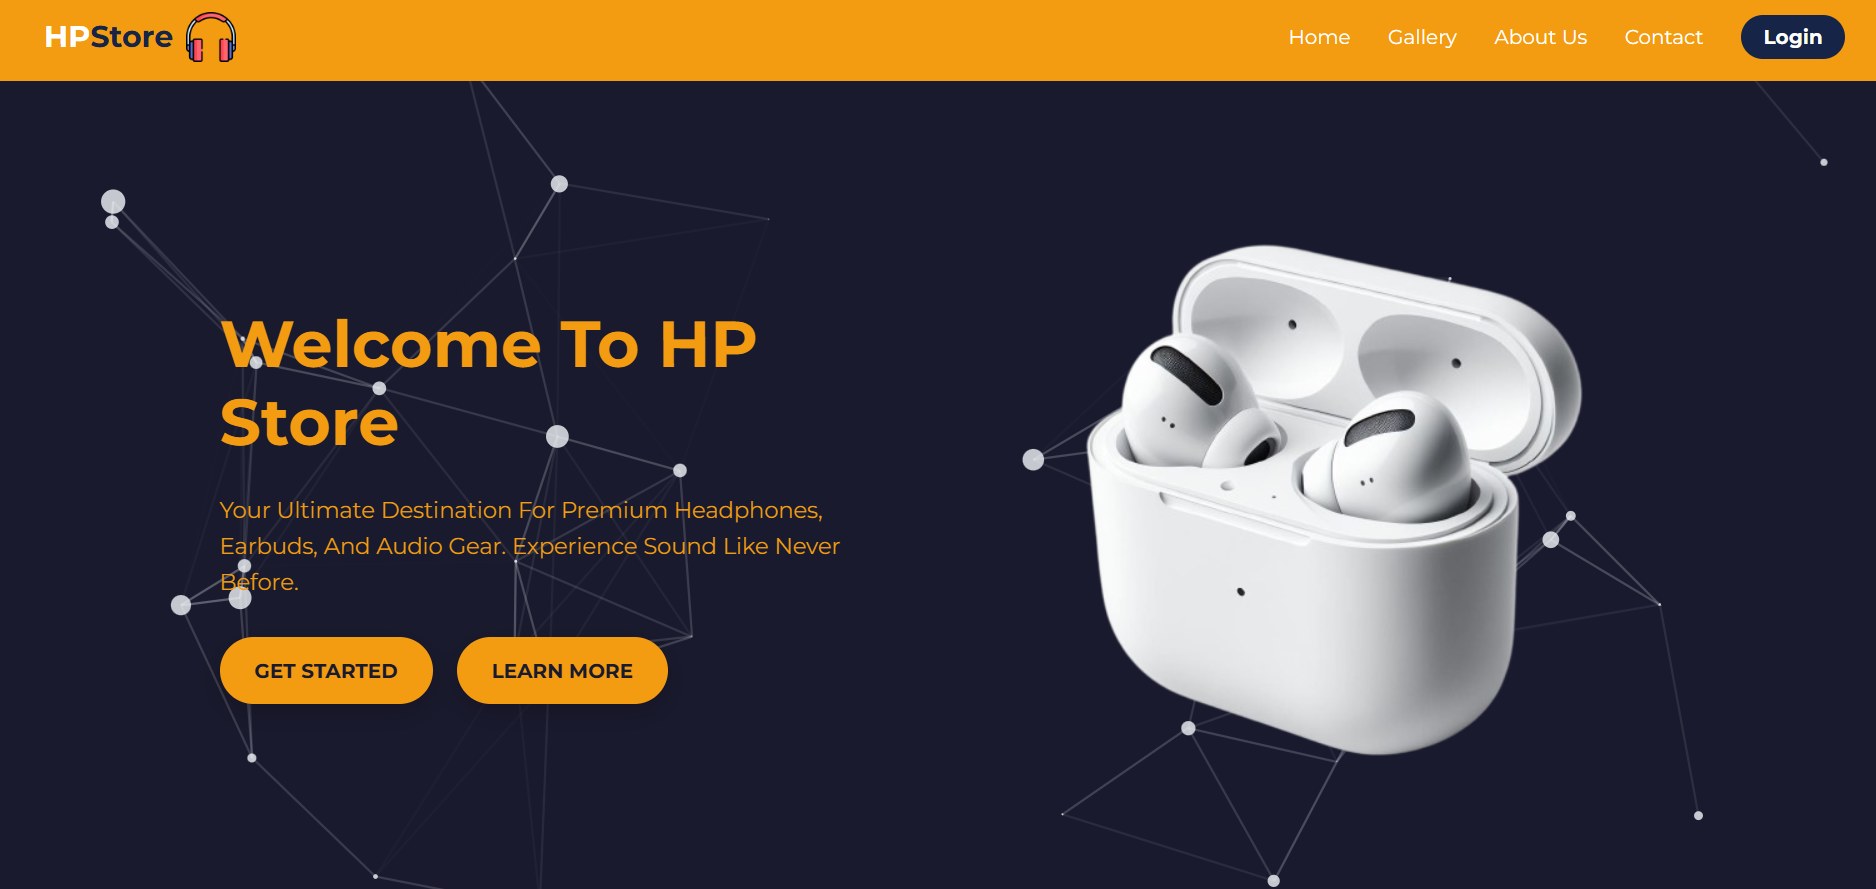 HPStore
Home Gallery About Us Contact Login
Welcome To HP
Store
Your Ultimate Destination For Premium Headphones,
Earbuds, And Audio Gear. Experience Sound Like Never
Before.
GET STARTED LEARN MORE